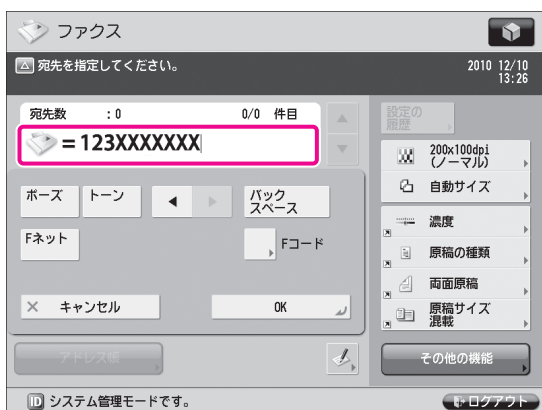 ファクス
宛先を指定してください。
2010 12/10
13:26
宛先数 : 0 0/0 件目
= 123XXXXXXX
ポーズ トーン バック
スペース
Fネット
Fコード
× キャンセル
OK
アドレス帳
設定の
履歴
200x100dpi
(ノーマル)
自動サイズ
濃度
原稿の種類
両面原稿
原稿サイズ
混載
その他の機能
ID システム管理モードです。
ログアウト